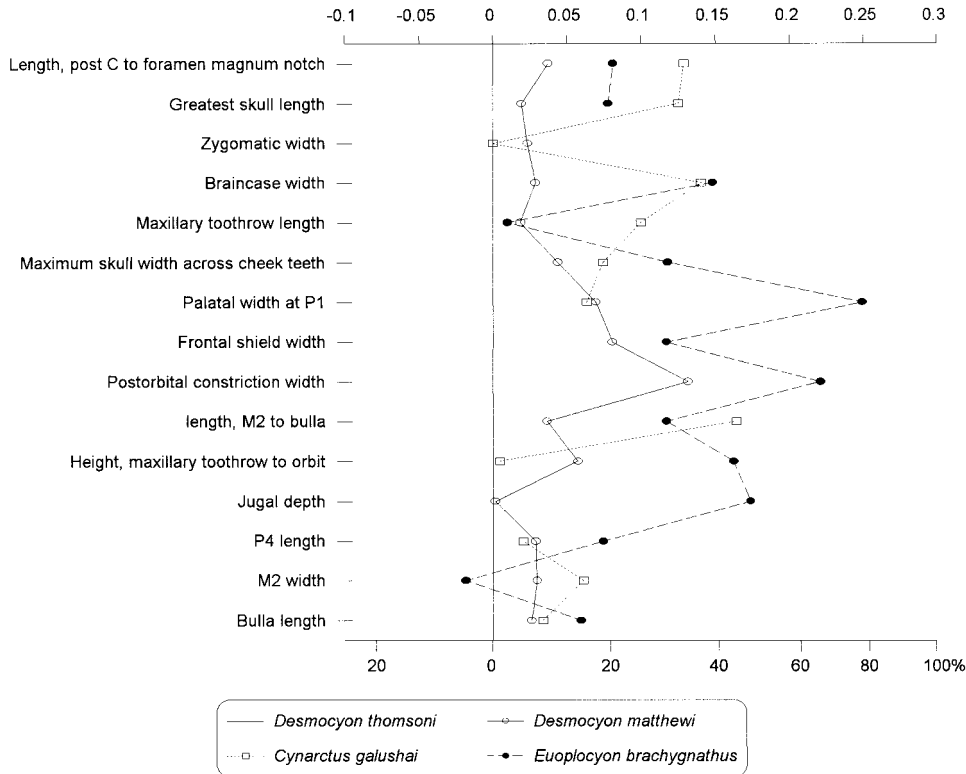 -0.1 -0.05 0 0.05 0.1 0.15 0.2 0.25 0.3
Length, post C to foramen magnum notch
Greatest skull length
Zygomatic width
Braincase width
Maxillary toothrow length
Maximum skull width across cheek teeth
Palatal width at P1
Frontal shield width
Postorbital constriction width
length, M2 to bulla
Height, maxillary toothrow to orbit
Jugal depth
P4 length
M2 width
Bulla length
20 0 20 40 60 80 100%
Desmocyon thomsoni Desmocyon matthewi
Cynarctus galushai Euoplocyon brachygnathus